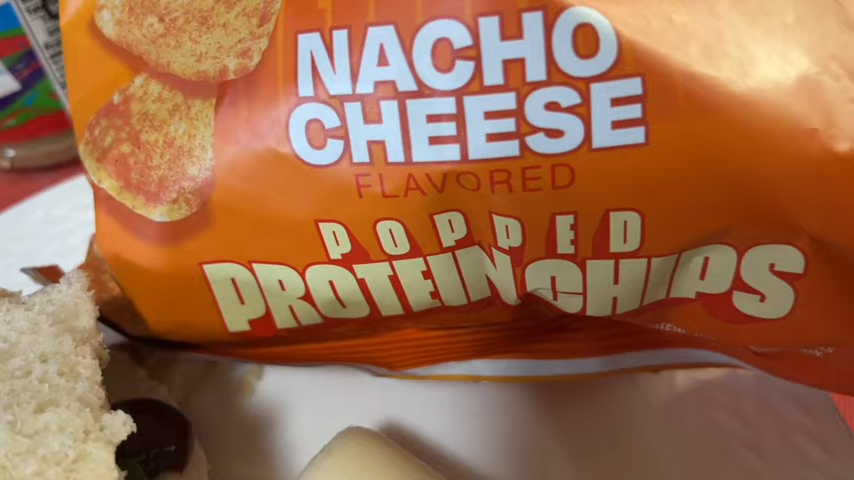 NACHO
CHEESE
FLAVORED
POPPED
PROTEIN CHIPS